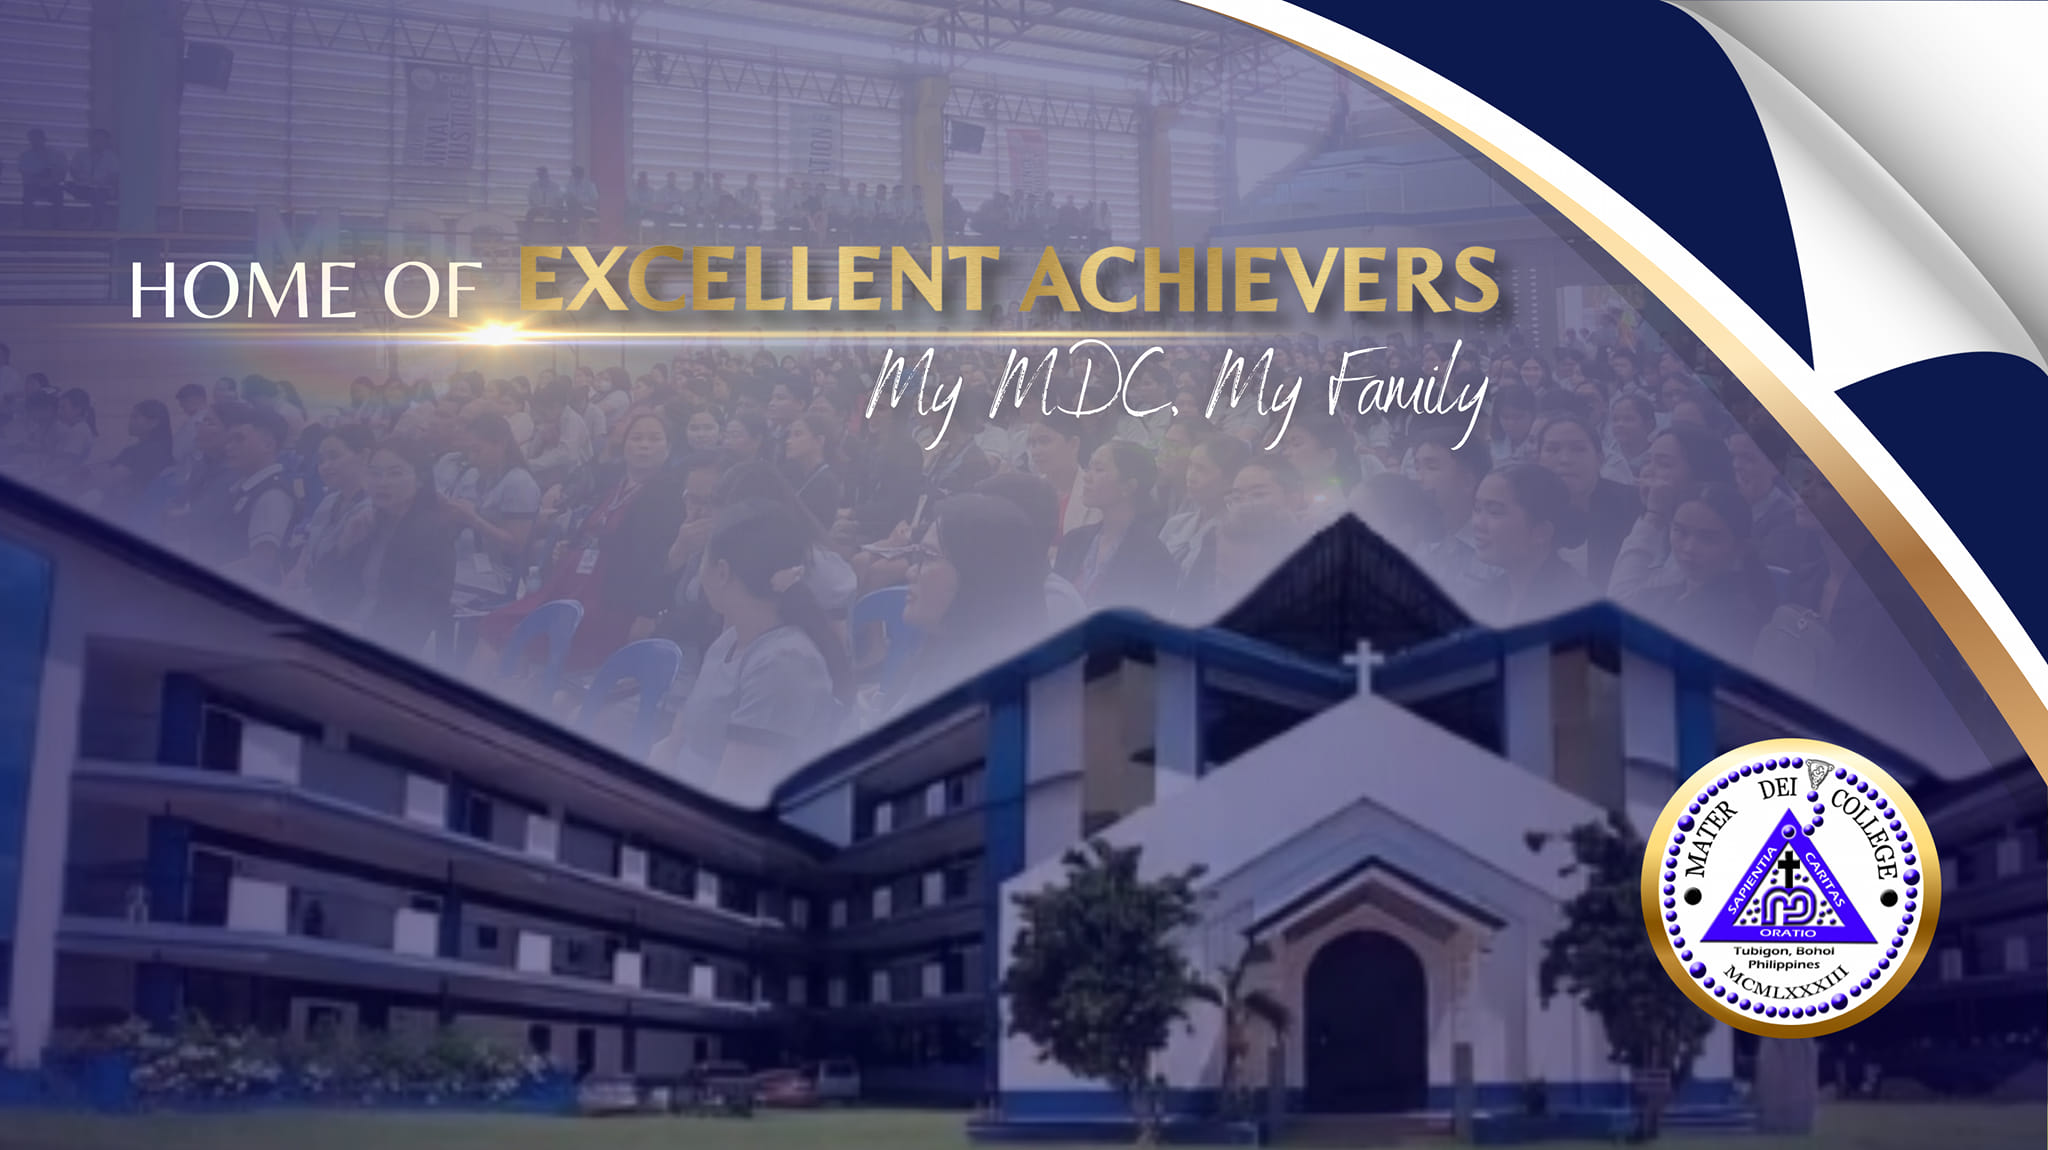 HOME OF EXCELLENT ACHIEVERS
My MDC, My Family
MATER DEI COLLEGE
SAPIENTIA CARITAS
ORATIO
Tubigon, Bohol
Philippines
MCMLXXXIII